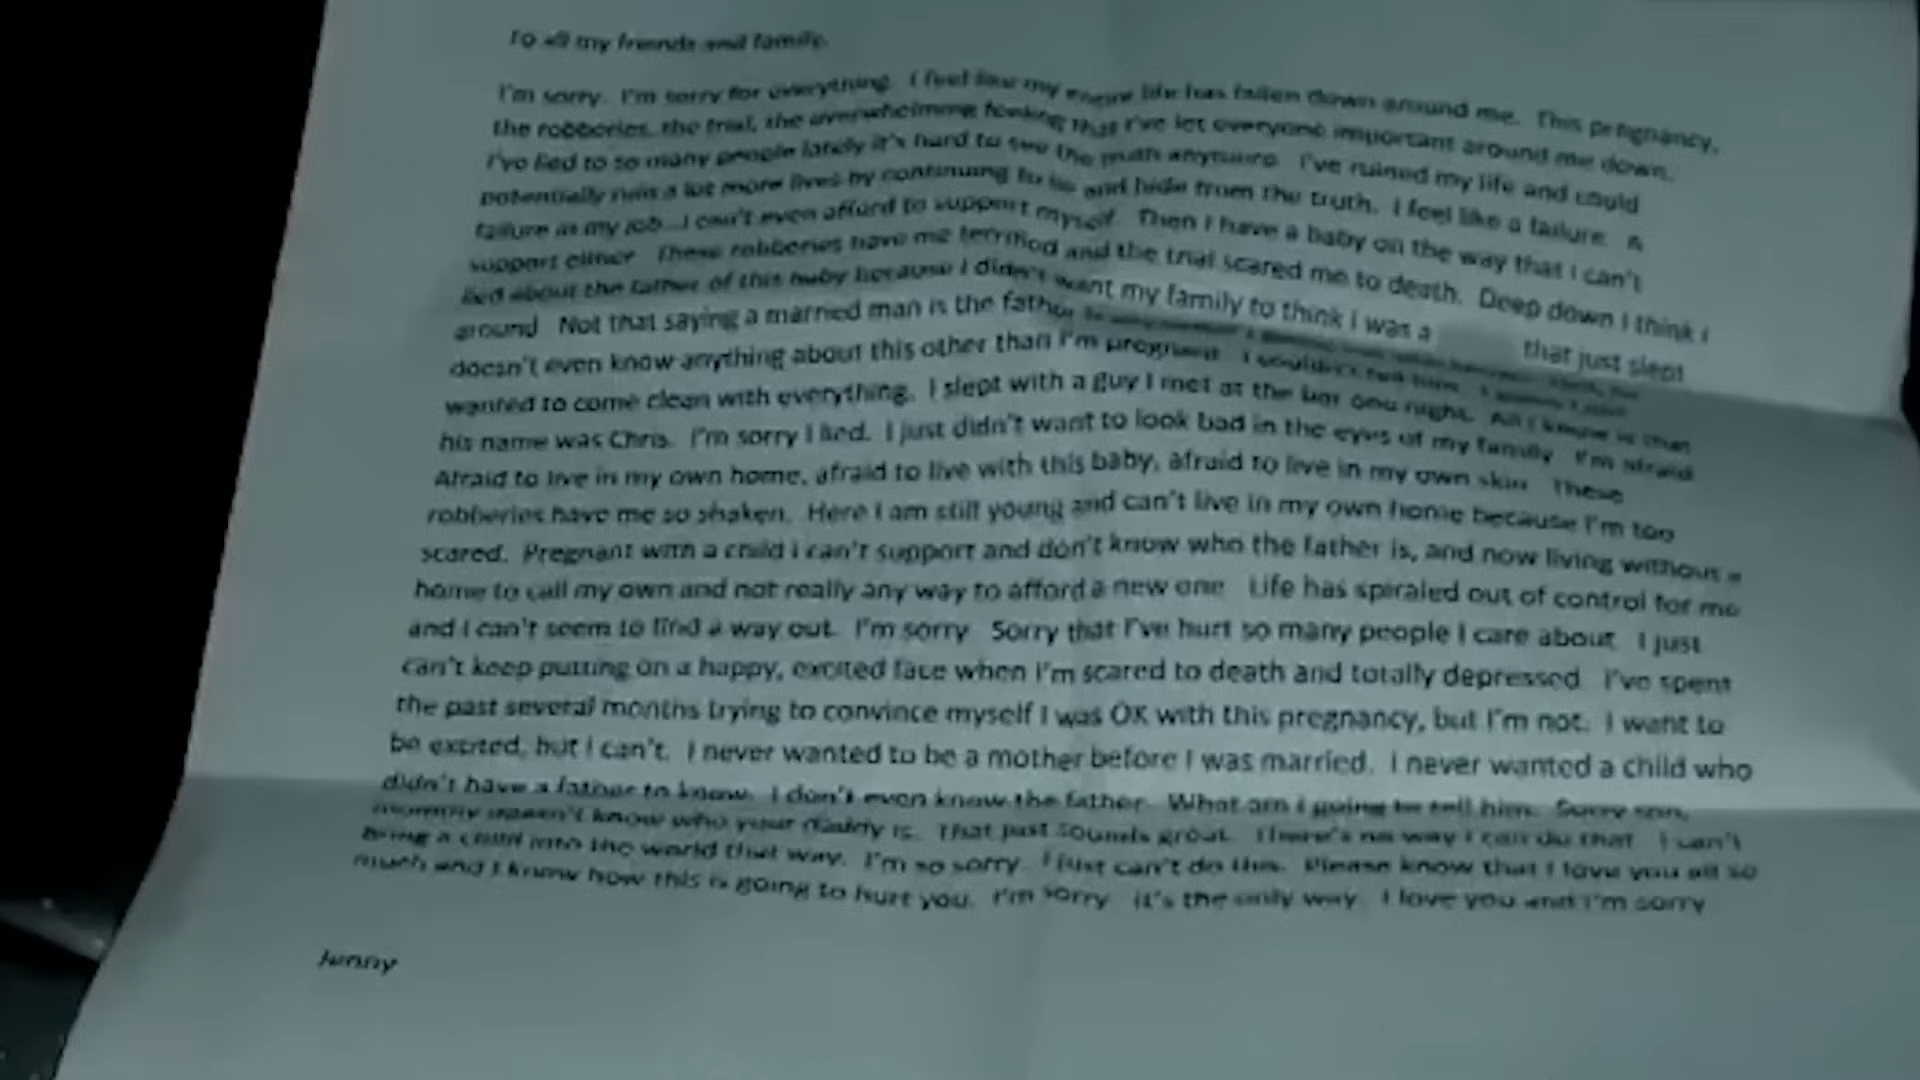 To all my friends and family.
I'm sorry. I'm sorry for everything. I feel like my entire life has fallen down around me. This pregnancy,
the robberies, the trial, the overwhelming feeling that I've let everyone important around me down.
I've lied to so many people lately it's hard to see the truth anymore. I've ruined my life and could
potentially ruin a lot more lives by continuing to lie and hide from the truth. I feel like a failure. A
failure in my job...I can't even afford to support myself. Then I have a baby on the way that I can't
support either. These robberies have me terrified and the trial scared me to death. Deep down I think I
lied about the father of this baby because I didn't want my family to think I was a that just slept
around. Not that saying a married man is the father
doesn't even know anything about this other than I'm pregnant. I couldn't tell him.
wanted to come clean with everything. I slept with a guy I met at the bar one night. All I know is that
his name was Chris. I'm sorry I lied. I just didn't want to look bad in the eyes of my family. I'm afraid.
Afraid to live in my own home, afraid to live with this baby, afraid to live in my own skin. These
robberies have me so shaken. Here I am still young and can't live in my own home because I'm too
scared. Pregnant with a child I can't support and don't know who the father is, and now living without a
home to call my own and not really any way to afford a new one. Life has spiraled out of control for me
and I can't seem to find a way out. I'm sorry. Sorry that I've hurt so many people I care about. I just
can't keep putting on a happy, excited face when I'm scared to death and totally depressed. I've spent
the past several months trying to convince myself I was OK with this pregnancy, but I'm not. I want to
be excited, but I can't. I never wanted to be a mother before I was married. I never wanted a child who
didn't have a father to know. I don't even know the father. What am I going to tell him. Sorry son,
mommy doesn't know who your daddy is. That just sounds great. There's no way I can do that. I can't
bring a child into the world that way. I'm so sorry. I just can't do this. Please know that I love you all so
much and I know how this is going to hurt you. I'm sorry. It's the only way. I love you and I'm sorry
Jenny